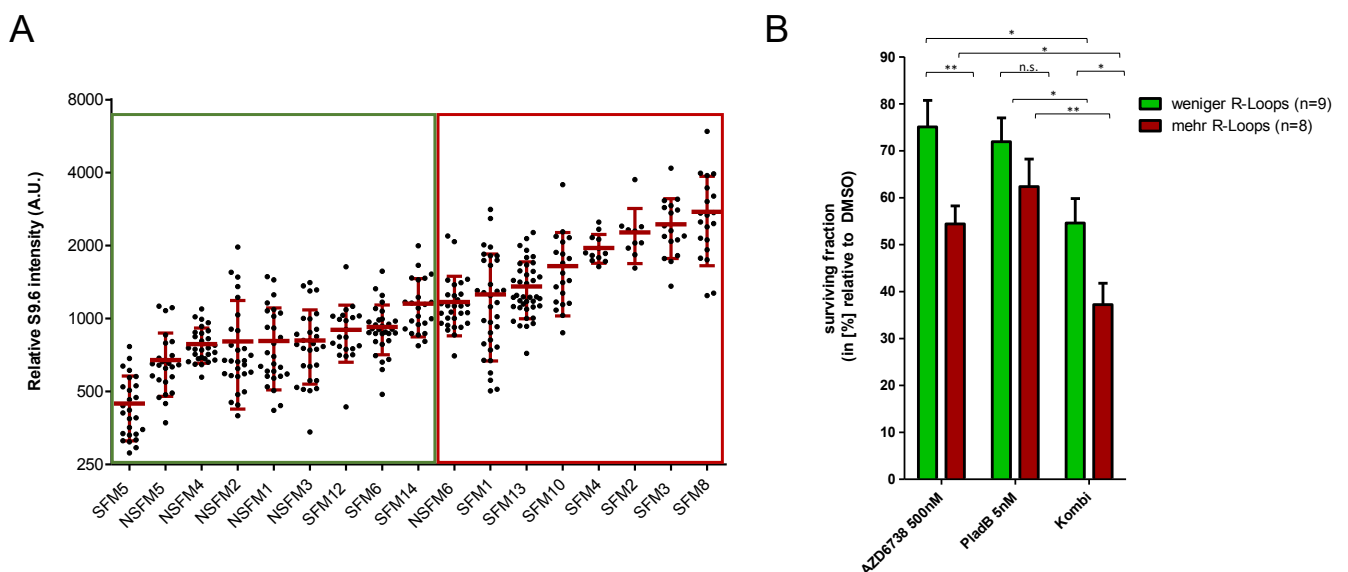 A
Relative S9.6 intensity (A.U.)
8000
4000
2000
1000
500
250
SFM5
NSFM5
NSFM4
NSFM2
NSFM1
NSFM3
SFM12
SFM6
SFM14
NSFM6
SFM1
SFM13
SFM10
SFM4
SFM2
SFM3
SFM8
B
surviving fraction
(in [%] relative to DMSO)
90
80
70
60
50
40
30
20
10
0
*
*
**
n.s.
*
*
**
weniger R-Loops (n=9)
mehr R-Loops (n=8)
AZD6738 500nM
PladB 5nM
Kombi